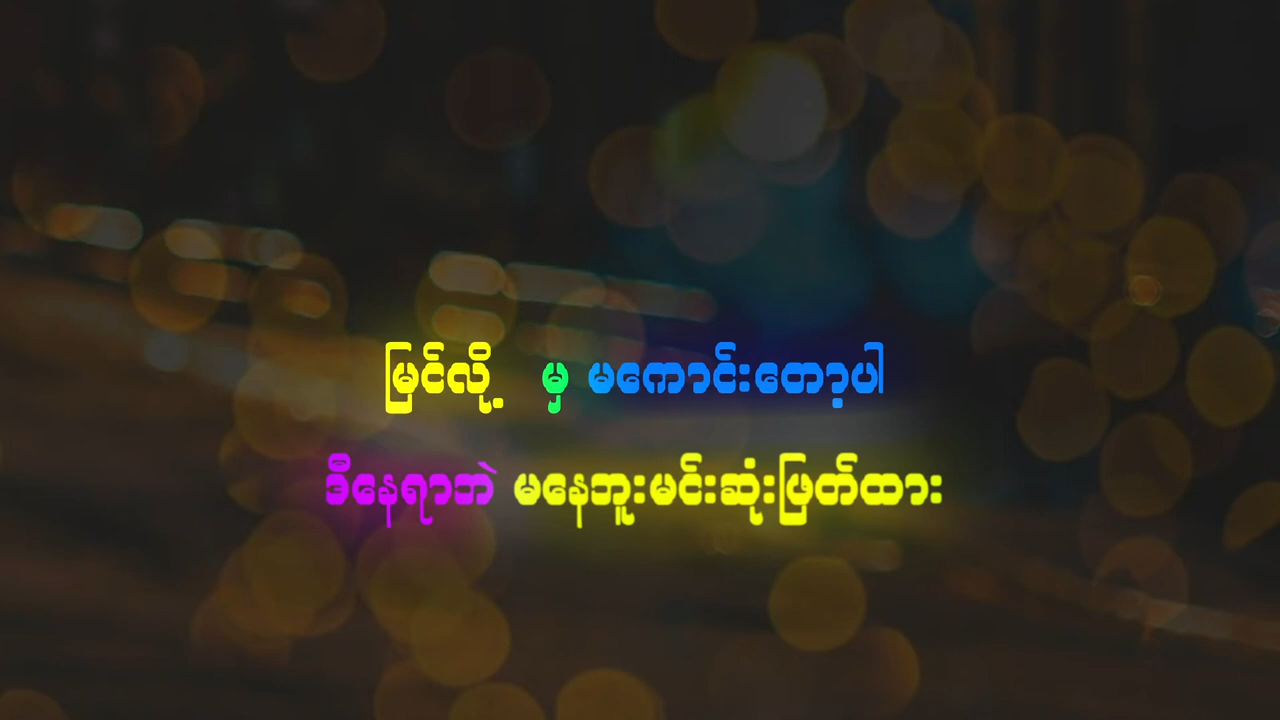 မြင်လို့ မှ မကောင်းတော့ပါ
ဒီနေရာဘဲ မနေဘူးမင်းဆုံးဖြတ်ထား